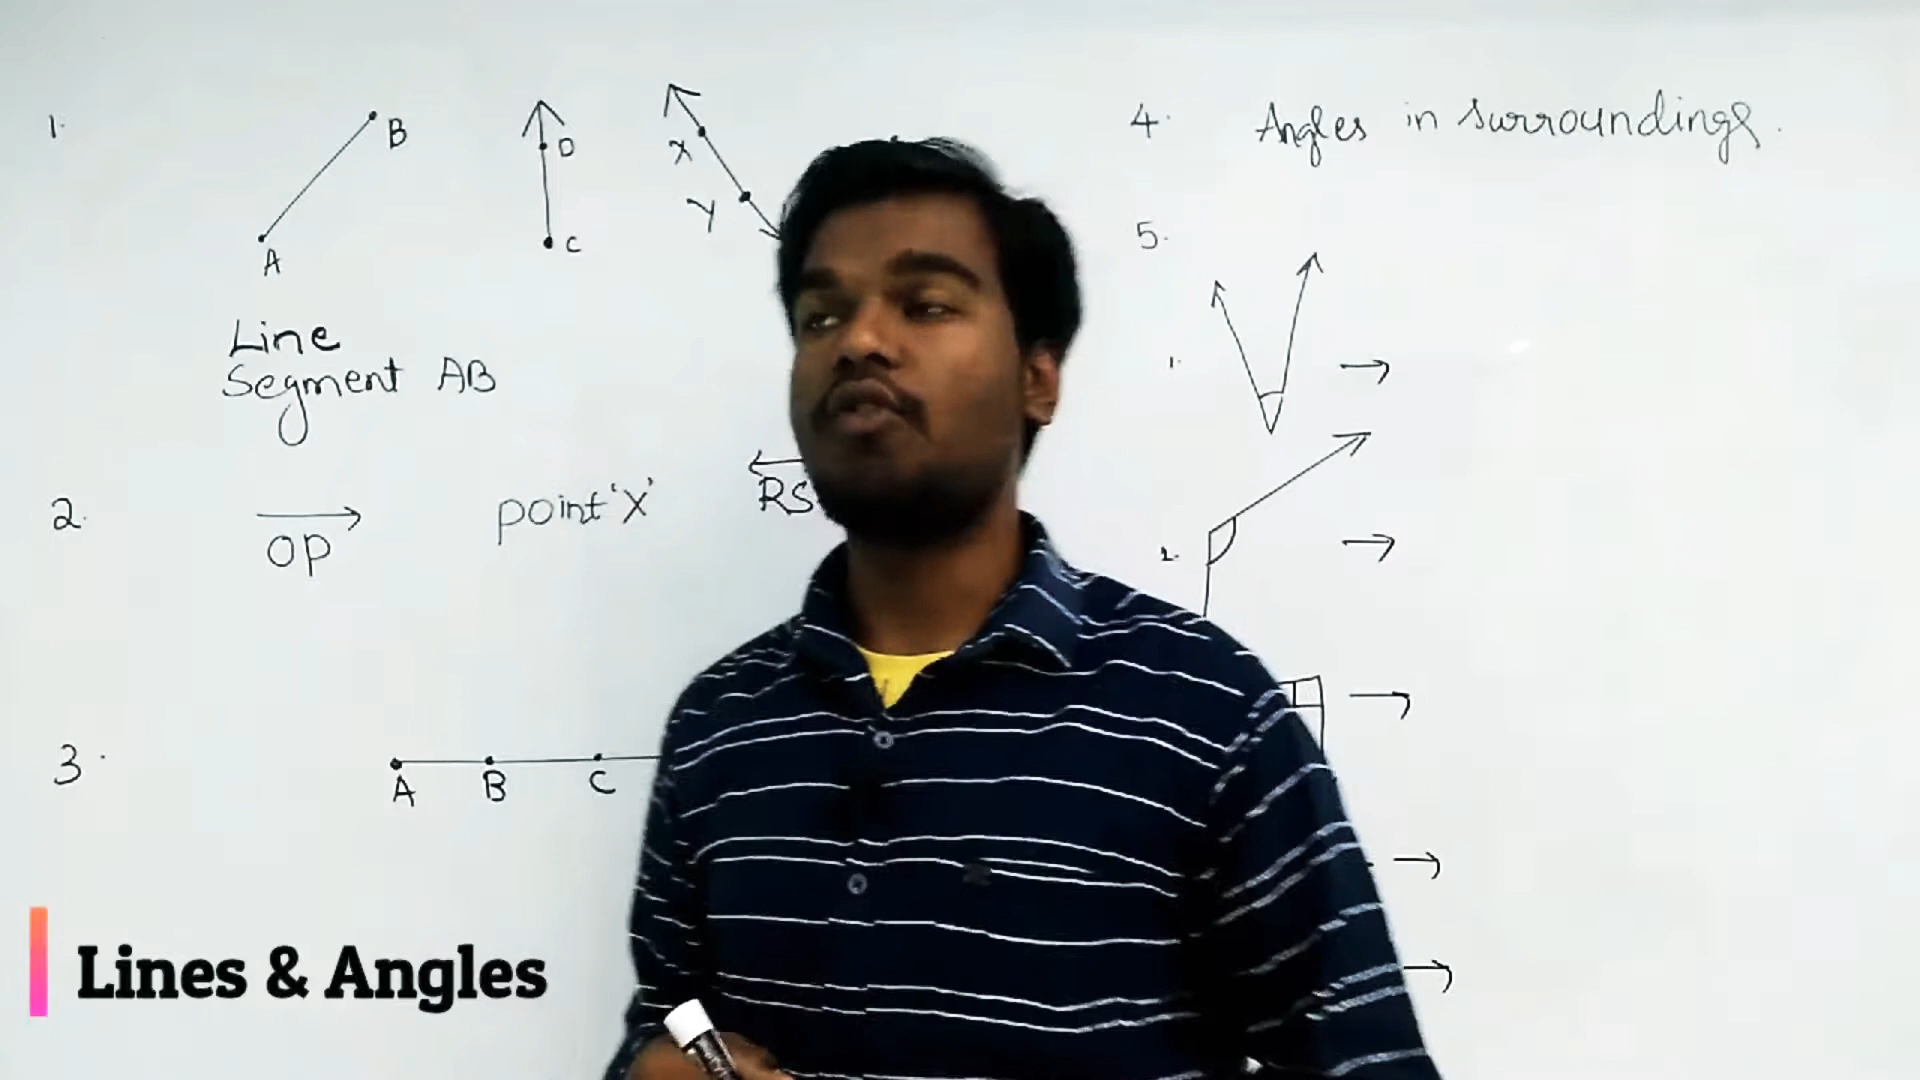 1.
A
B
D
C
X
Y
Line
Segment AB
2.
OP
point 'X'
RS
3.
A
B
C
4. Angles in surroundings.
5.
1.
2.
Lines & Angles